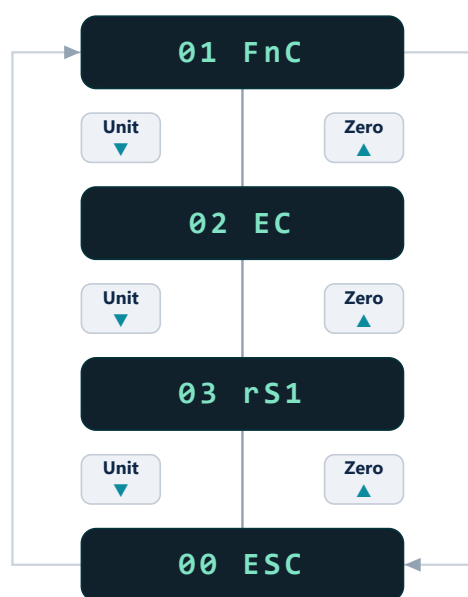 01 FnC
Unit Zero
▼ ▲
02 EC
Unit Zero
▼ ▲
03 rS1
Unit Zero
▼ ▲
00 ESC